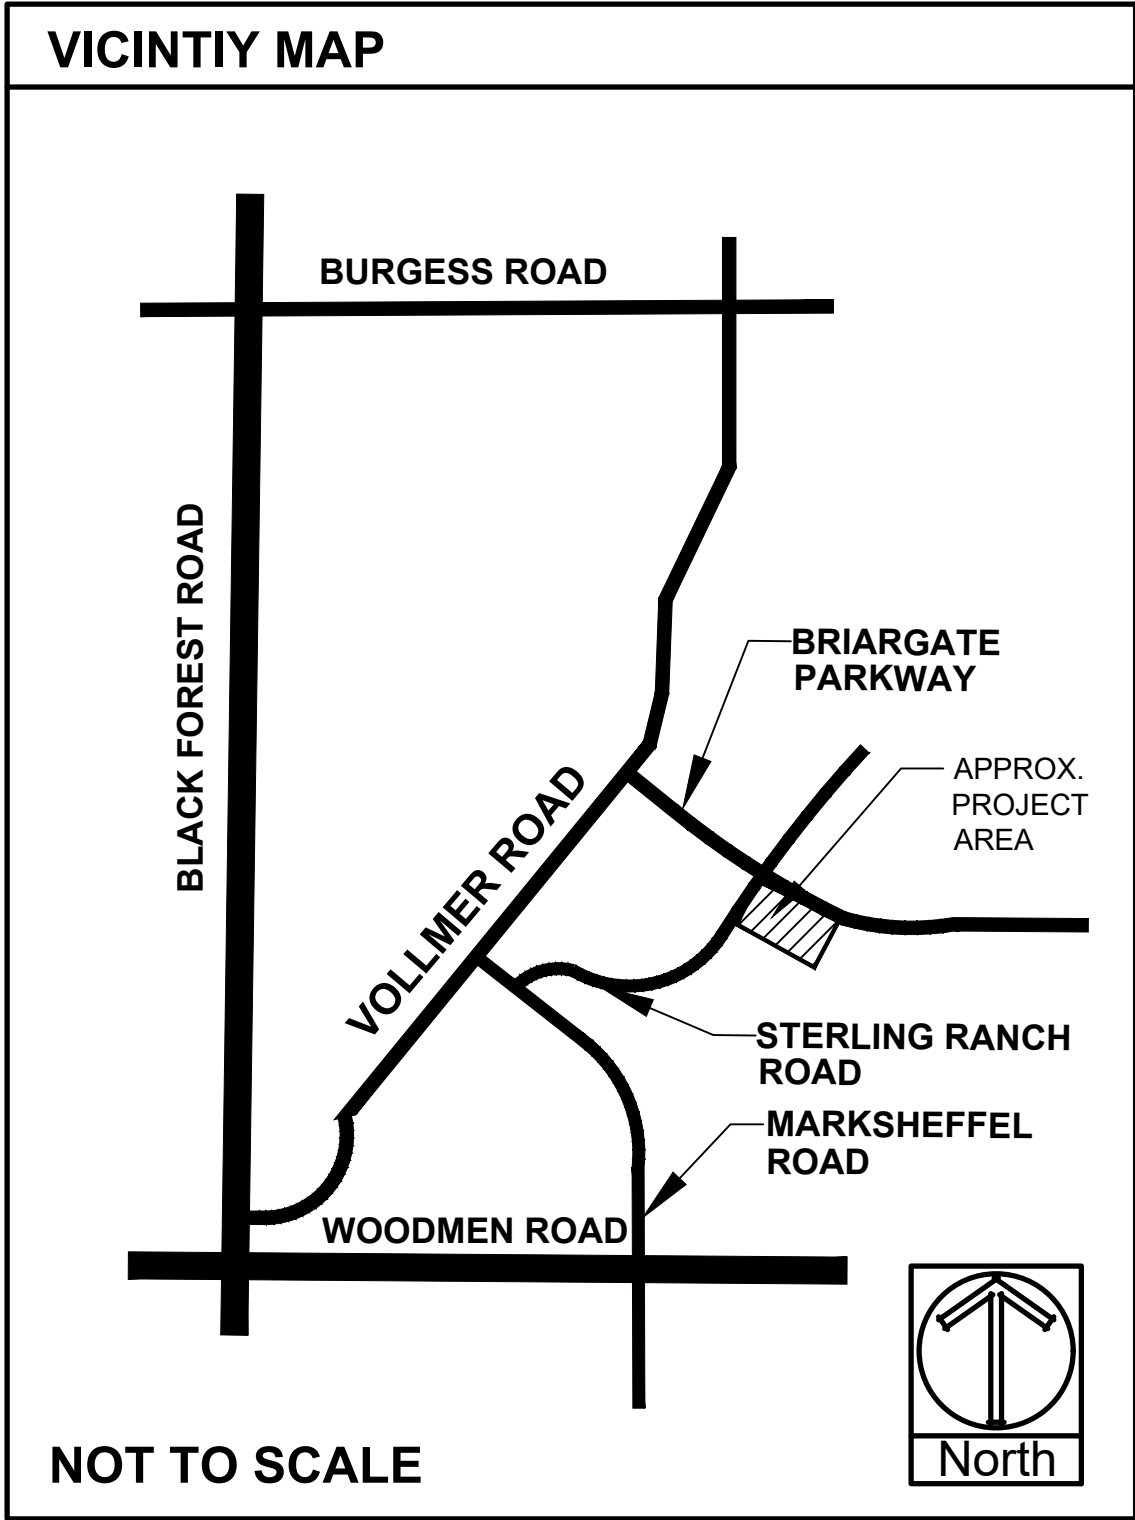 VICINTIY MAP
BURGESS ROAD
BLACK FOREST ROAD
BRIARGATE
PARKWAY
APPROX.
PROJECT
AREA
VOLLMER ROAD
STERLING RANCH
ROAD
MARKSHEFFEL
ROAD
WOODMEN ROAD
NOT TO SCALE
North